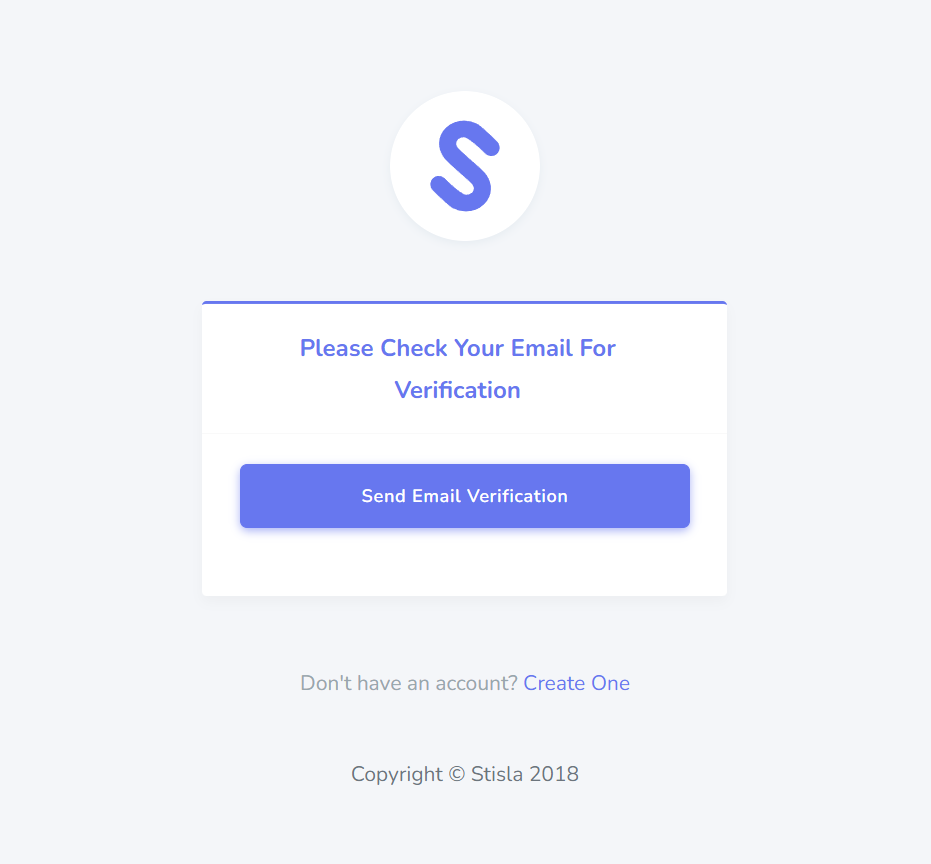 S
Please Check Your Email For
Verification
Send Email Verification
Don't have an account? Create One
Copyright © Stisla 2018